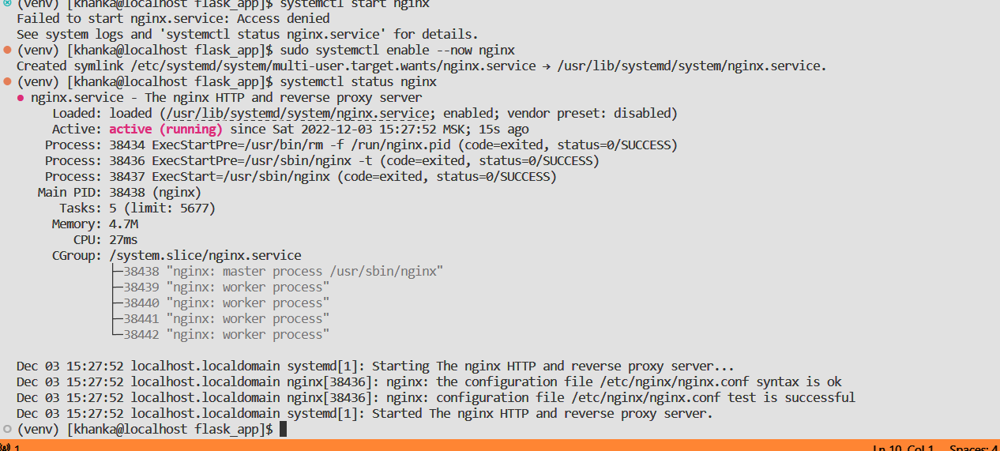 (venv) [khanka@localhost flask_app]$ systemctl start nginx
Failed to start nginx.service: Access denied
See system logs and 'systemctl status nginx.service' for details.
(venv) [khanka@localhost flask_app]$ sudo systemctl enable --now nginx
Created symlink /etc/systemd/system/multi-user.target.wants/nginx.service → /usr/lib/systemd/system/nginx.service.
(venv) [khanka@localhost flask_app]$ systemctl status nginx
● nginx.service - The nginx HTTP and reverse proxy server
Loaded: loaded (/usr/lib/systemd/system/nginx.service; enabled; vendor preset: disabled)
Active: active (running) since Sat 2022-12-03 15:27:52 MSK; 15s ago
Process: 38434 ExecStartPre=/usr/bin/rm -f /run/nginx.pid (code=exited, status=0/SUCCESS)
Process: 38436 ExecStartPre=/usr/sbin/nginx -t (code=exited, status=0/SUCCESS)
Process: 38437 ExecStart=/usr/sbin/nginx (code=exited, status=0/SUCCESS)
Main PID: 38438 (nginx)
Tasks: 5 (limit: 5677)
Memory: 4.7M
CPU: 27ms
CGroup: /system.slice/nginx.service
├─38438 "nginx: master process /usr/sbin/nginx"
├─38439 "nginx: worker process"
├─38440 "nginx: worker process"
├─38441 "nginx: worker process"
└─38442 "nginx: worker process"
Dec 03 15:27:52 localhost.localdomain systemd[1]: Starting The nginx HTTP and reverse proxy server...
Dec 03 15:27:52 localhost.localdomain nginx[38436]: nginx: the configuration file /etc/nginx/nginx.conf syntax is ok
Dec 03 15:27:52 localhost.localdomain nginx[38436]: nginx: configuration file /etc/nginx/nginx.conf test is successful
Dec 03 15:27:52 localhost.localdomain systemd[1]: Started The nginx HTTP and reverse proxy server.
(venv) [khanka@localhost flask_app]$
1 Ln 10, Col 1 Spaces: 4